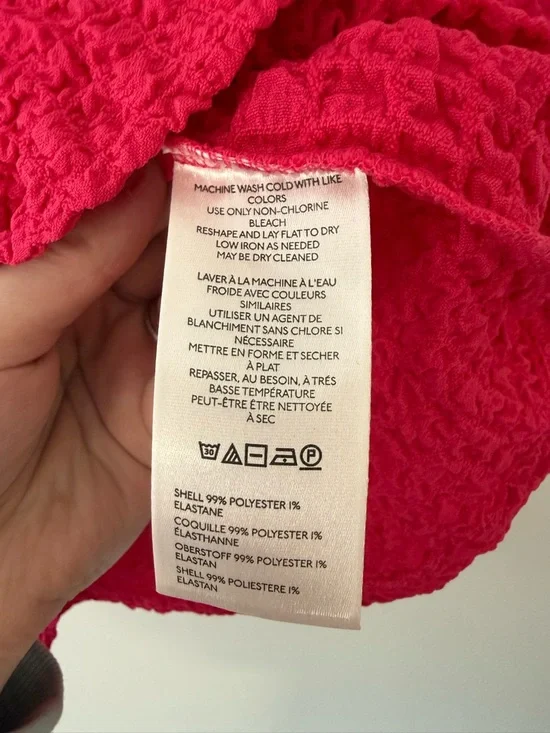 MACHINE WASH COLD WITH LIKE
COLORS
USE ONLY NON-CHLORINE
BLEACH
RESHAPE AND LAY FLAT TO DRY
LOW IRON AS NEEDED
MAY BE DRY CLEANED
LAVER À LA MACHINE À L'EAU
FROIDE AVEC COULEURS
SIMILAIRES
UTILISER UN AGENT DE
BLANCHIMENT SANS CHLORE SI
NÉCESSAIRE
METTRE EN FORME ET SECHER
À PLAT
REPASSER, AU BESOIN, À TRÉS
BASSE TEMPÉRATURE
PEUT-ÊTRE ÊTRE NETTOYÉE
À SEC
30 P
SHELL 99% POLYESTER 1%
ELASTANE
COQUILLE 99% POLYESTER 1%
ÉLASTHANNE
OBERSTOFF 99% POLYESTER 1%
ELASTAN
SHELL 99% POLIESTERE 1%
ELASTAN